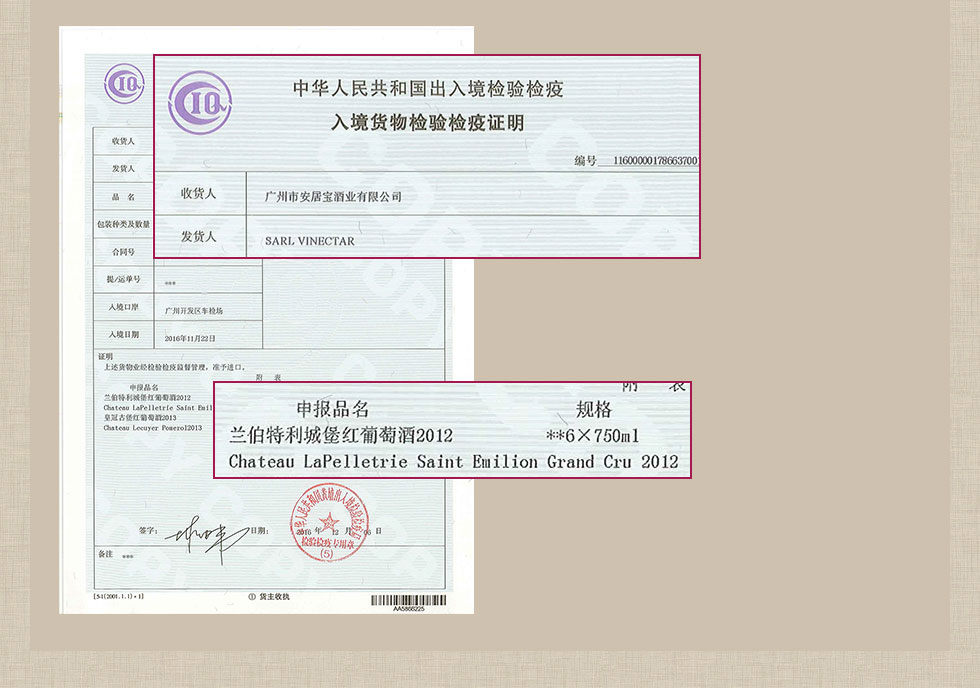 CIQ
CIQ
中华人民共和国出入境检验检疫
入境货物检验检疫证明
编号 11600000178663700
收货人 广州市安居宝酒业有限公司
发货人 SARL VINECTAR
收货人
发货人
品 名
包装种类及数量
合同号
提/运单号 ***
入境口岸 广州开发区车检场
入境日期 2016年11月22日
证明
上述货物业经检验检疫监督管理，准予进口。
附 表
申报品名
兰伯特利城堡红葡萄酒2012
Chateau LaPelletrie Saint Emil
皇冠古堡红葡萄酒2013
Chateau Lecuyer Pomerol2013
附 表
申报品名 规格
兰伯特利城堡红葡萄酒2012 **6×750ml
Chateau LaPelletrie Saint Emilion Grand Cru 2012
签字： 日期： 2016 年 12 月 06 日
检验检疫专用章
(5)
备注 ***
[5-1(2001.1.1)*1]
① 货主收执
AA5866225
COPY